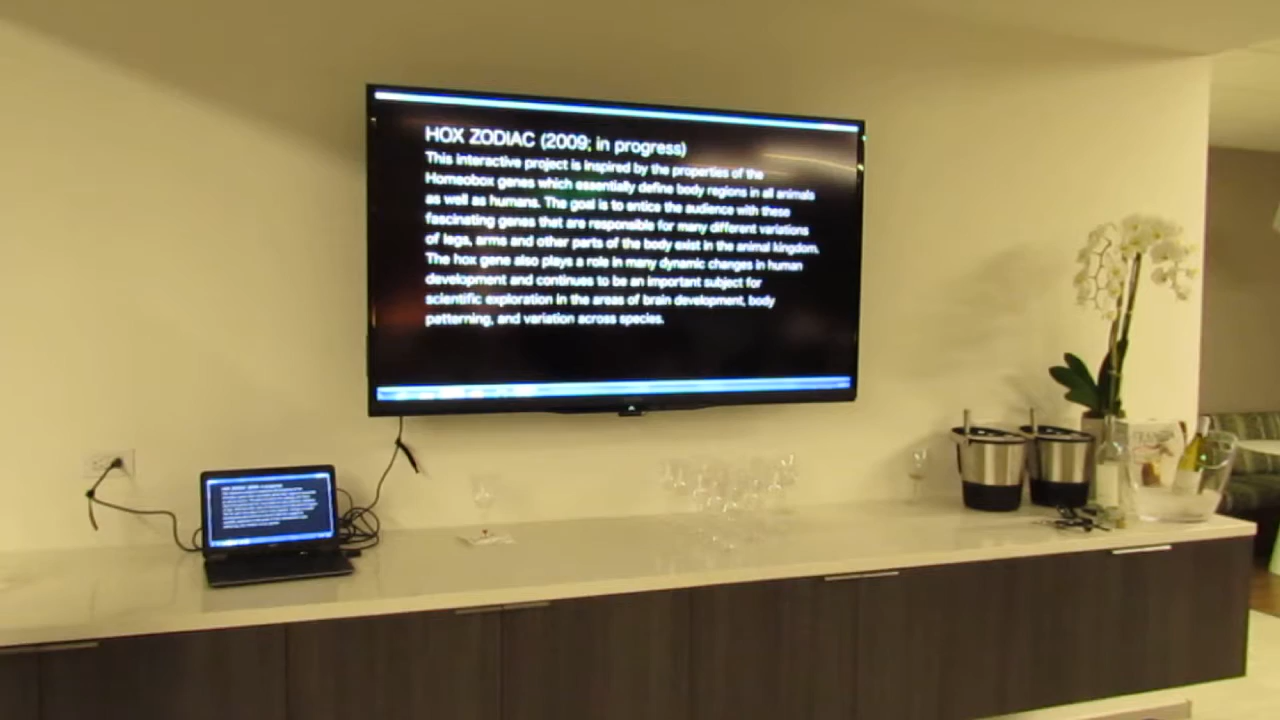 HOX ZODIAC (2009; in progress)
This interactive project is inspired by the properties of the
Homeobox genes which essentially define body regions in all animals
as well as humans. The goal is to entice the audience with these
fascinating genes that are responsible for many different variations
of legs, arms and other parts of the body exist in the animal kingdom.
The hox gene also plays a role in many dynamic changes in human
development and continues to be an important subject for
scientific exploration in the areas of brain development, body
patterning, and variation across species.